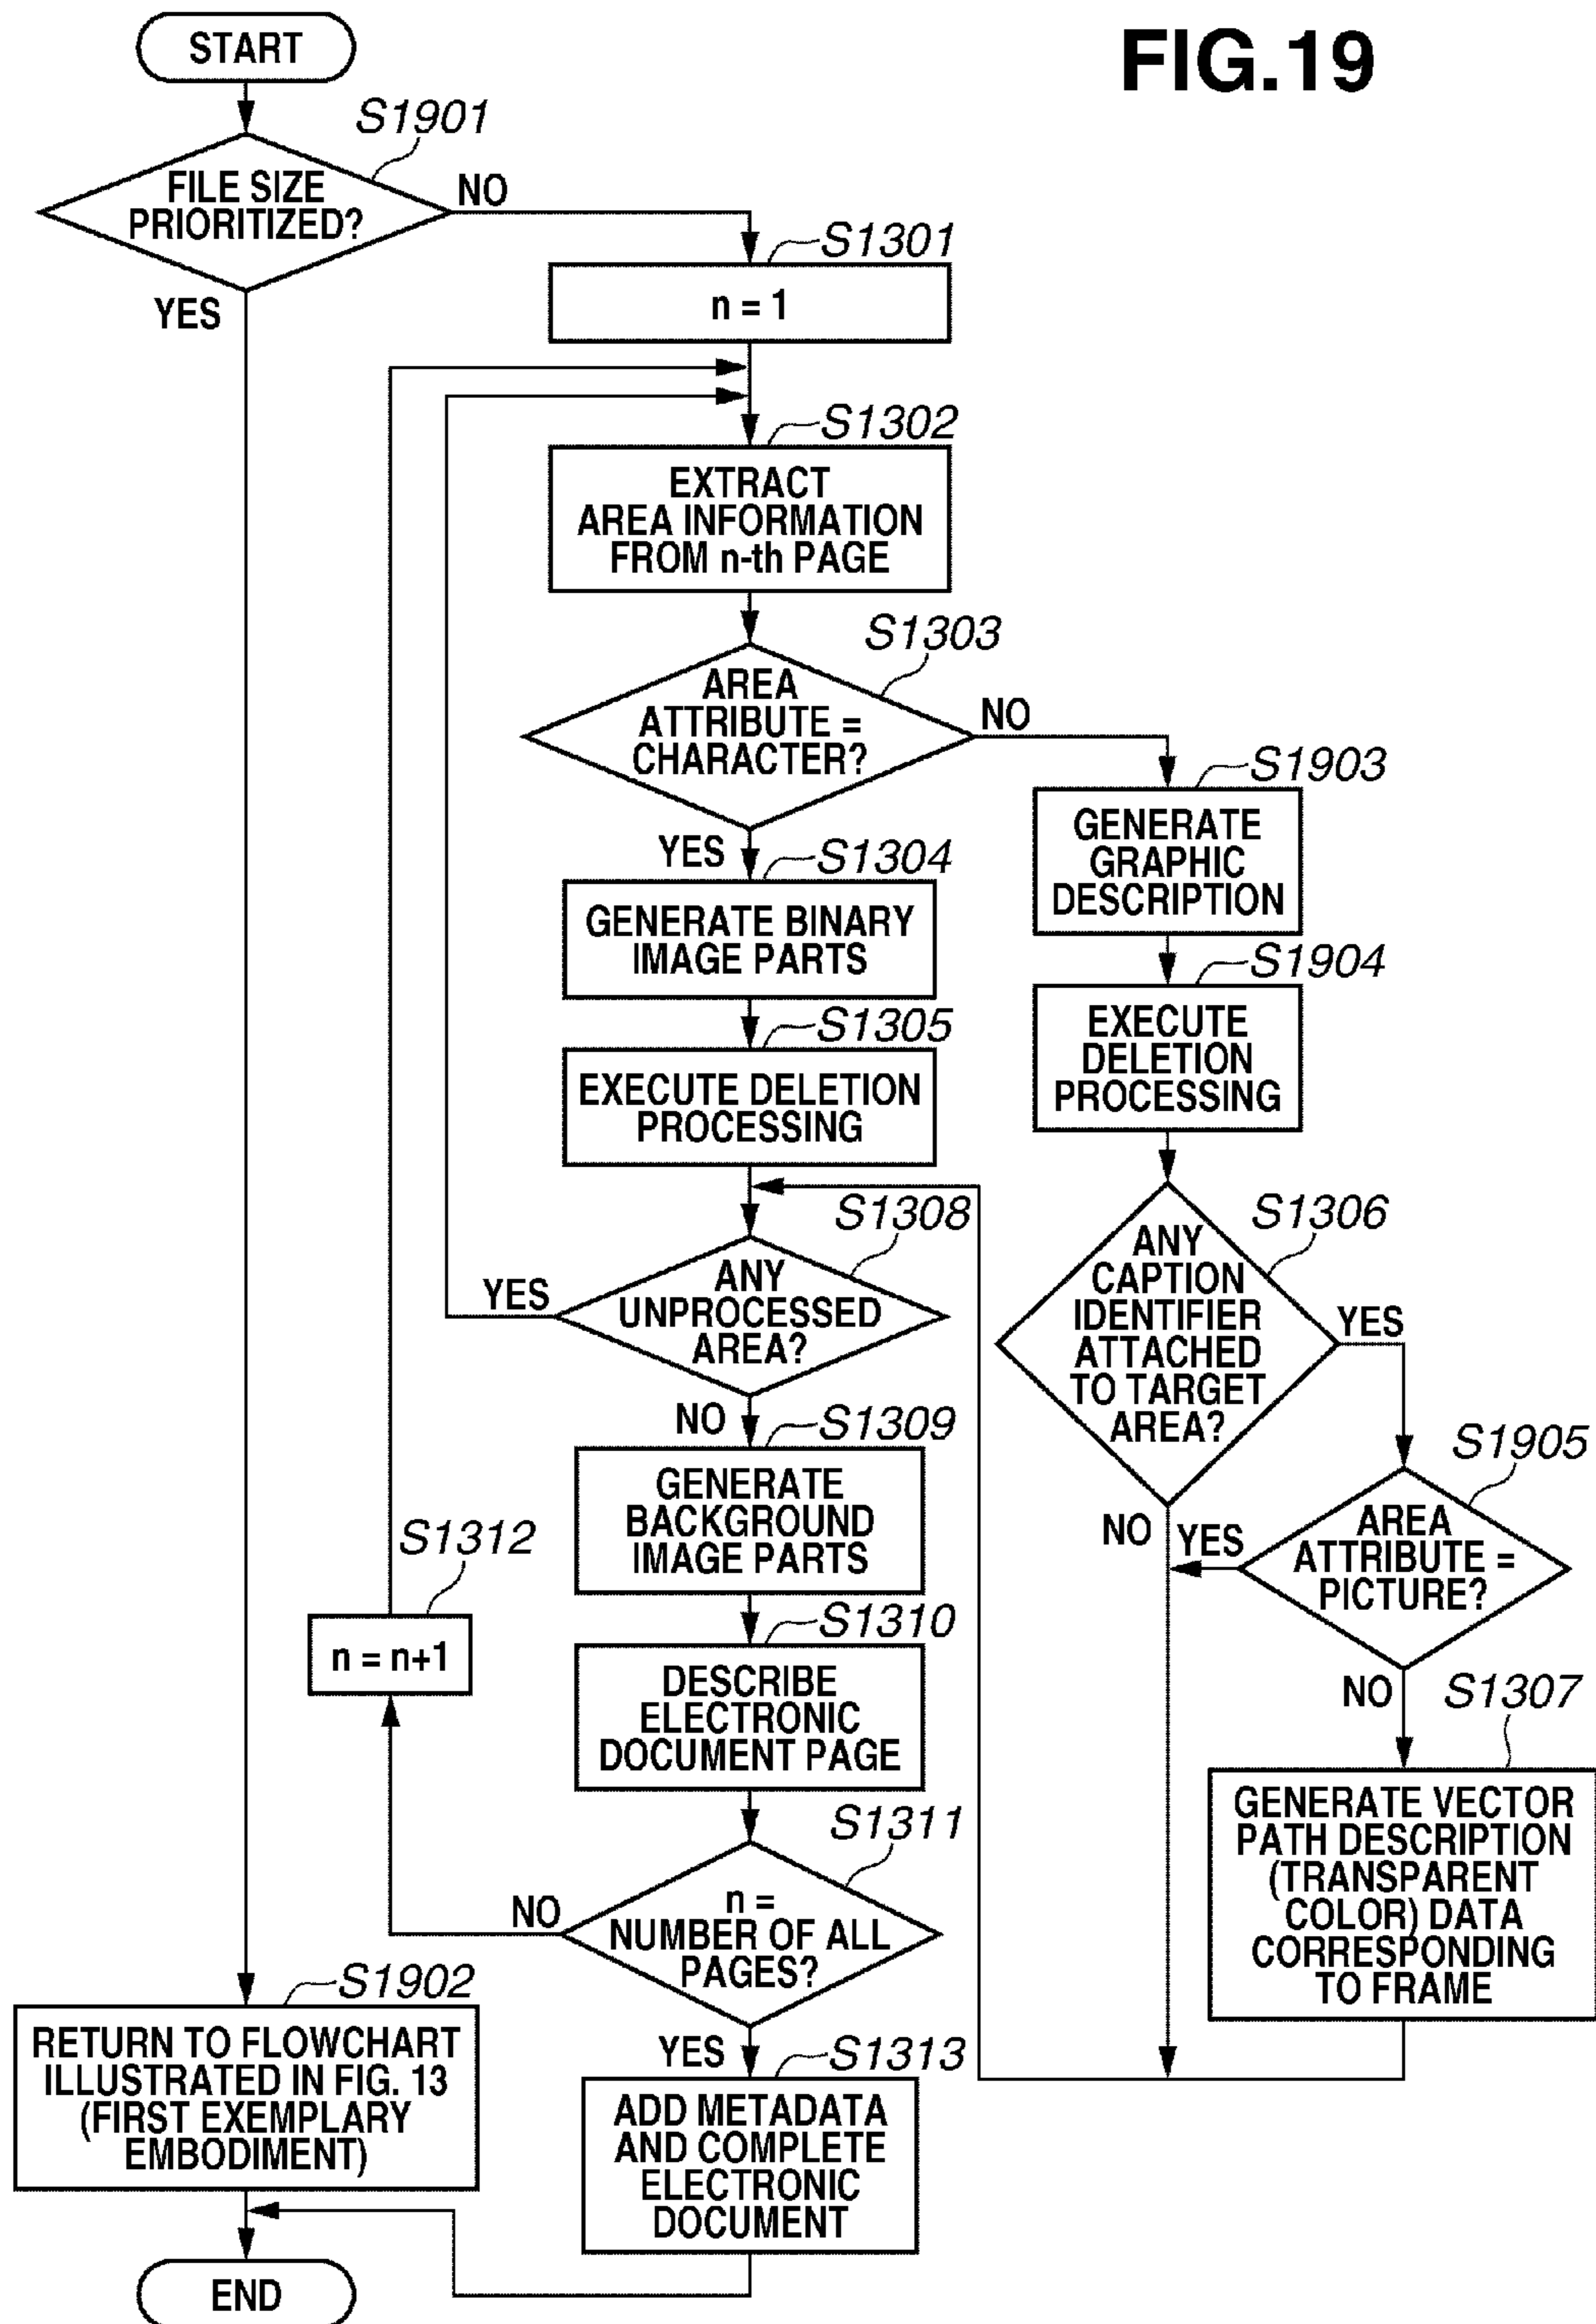 FIG.19
START
S1901
FILE SIZE
PRIORITIZED?
NO
YES
S1301
n = 1
S1302
EXTRACT
AREA INFORMATION
FROM n-th PAGE
S1303
AREA
ATTRIBUTE =
CHARACTER?
NO
YES
S1903
GENERATE
GRAPHIC
DESCRIPTION
S1304
GENERATE BINARY
IMAGE PARTS
S1904
EXECUTE
DELETION
PROCESSING
S1305
EXECUTE DELETION
PROCESSING
S1306
ANY
CAPTION
IDENTIFIER
ATTACHED
TO TARGET
AREA?
YES
NO
S1308
ANY
UNPROCESSED
AREA?
YES
NO
S1905
AREA
ATTRIBUTE =
PICTURE?
YES
NO
S1309
GENERATE
BACKGROUND
IMAGE PARTS
S1312
n = n+1
S1310
DESCRIBE
ELECTRONIC
DOCUMENT PAGE
S1307
GENERATE VECTOR
PATH DESCRIPTION
(TRANSPARENT
COLOR) DATA
CORRESPONDING
TO FRAME
S1311
n =
NUMBER OF ALL
PAGES?
NO
YES
S1902
RETURN TO FLOWCHART
ILLUSTRATED IN FIG. 13
(FIRST EXEMPLARY
EMBODIMENT)
S1313
ADD METADATA
AND COMPLETE
ELECTRONIC
DOCUMENT
END